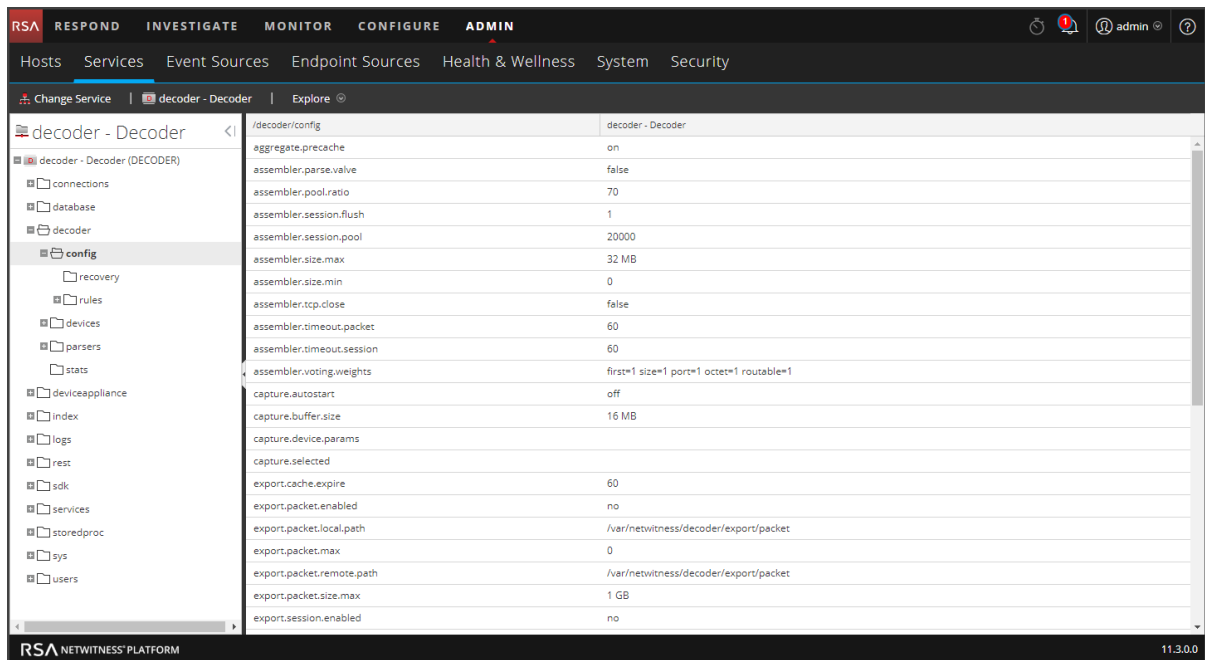 RSA RESPOND INVESTIGATE MONITOR CONFIGURE ADMIN 1 admin ?
Hosts Services Event Sources Endpoint Sources Health & Wellness System Security
Change Service | D decoder - Decoder | Explore
decoder - Decoder
D decoder - Decoder (DECODER)
connections
database
decoder
config
recovery
rules
devices
parsers
stats
deviceappliance
index
logs
rest
sdk
services
storedproc
sys
users
/decoder/config decoder - Decoder
aggregate.precache on
assembler.parse.valve false
assembler.pool.ratio 70
assembler.session.flush 1
assembler.session.pool 20000
assembler.size.max 32 MB
assembler.size.min 0
assembler.tcp.close false
assembler.timeout.packet 60
assembler.timeout.session 60
assembler.voting.weights first=1 size=1 port=1 octet=1 routable=1
capture.autostart off
capture.buffer.size 16 MB
capture.device.params
capture.selected
export.cache.expire 60
export.packet.enabled no
export.packet.local.path /var/netwitness/decoder/export/packet
export.packet.max 0
export.packet.remote.path /var/netwitness/decoder/export/packet
export.packet.size.max 1 GB
export.session.enabled no
RSA NETWITNESS® PLATFORM 11.3.0.0